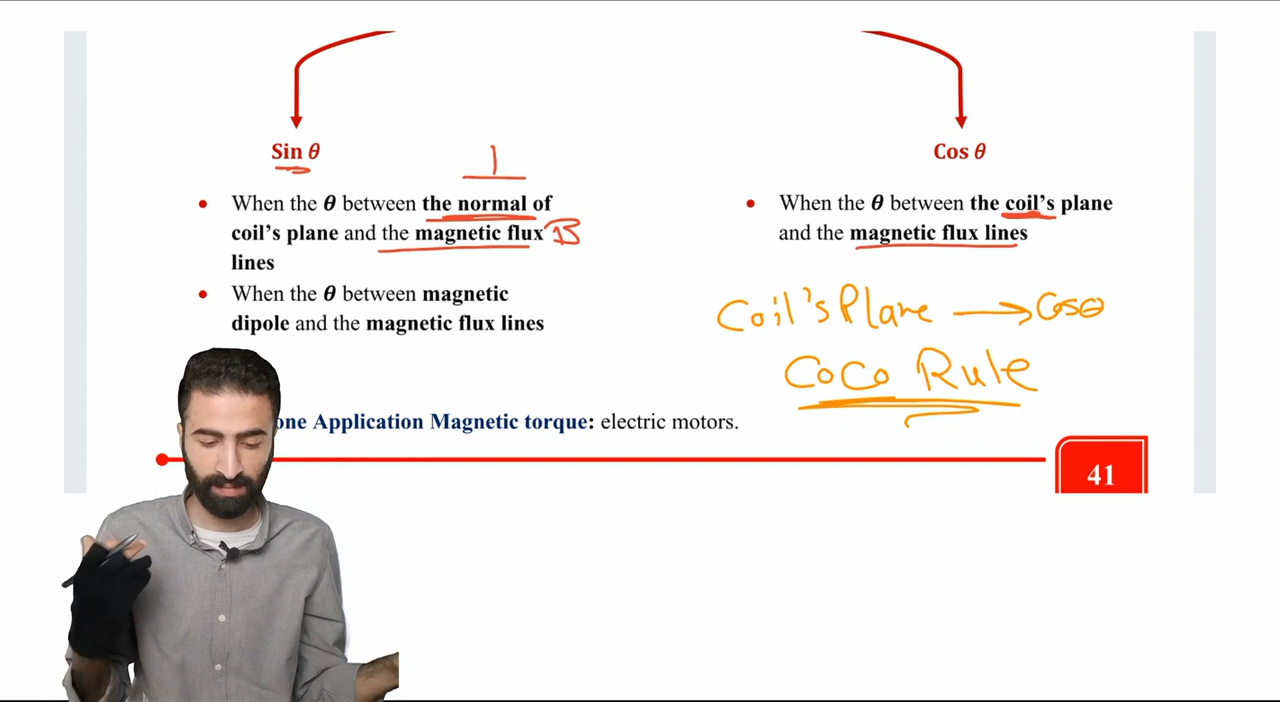 Sin θ
• When the θ between the normal of
coil's plane and the magnetic flux B
lines
• When the θ between magnetic
dipole and the magnetic flux lines
Cos θ
• When the θ between the coil's plane
and the magnetic flux lines
Coil's Plane → Cosθ
CoCo Rule
one Application Magnetic torque: electric motors.
41